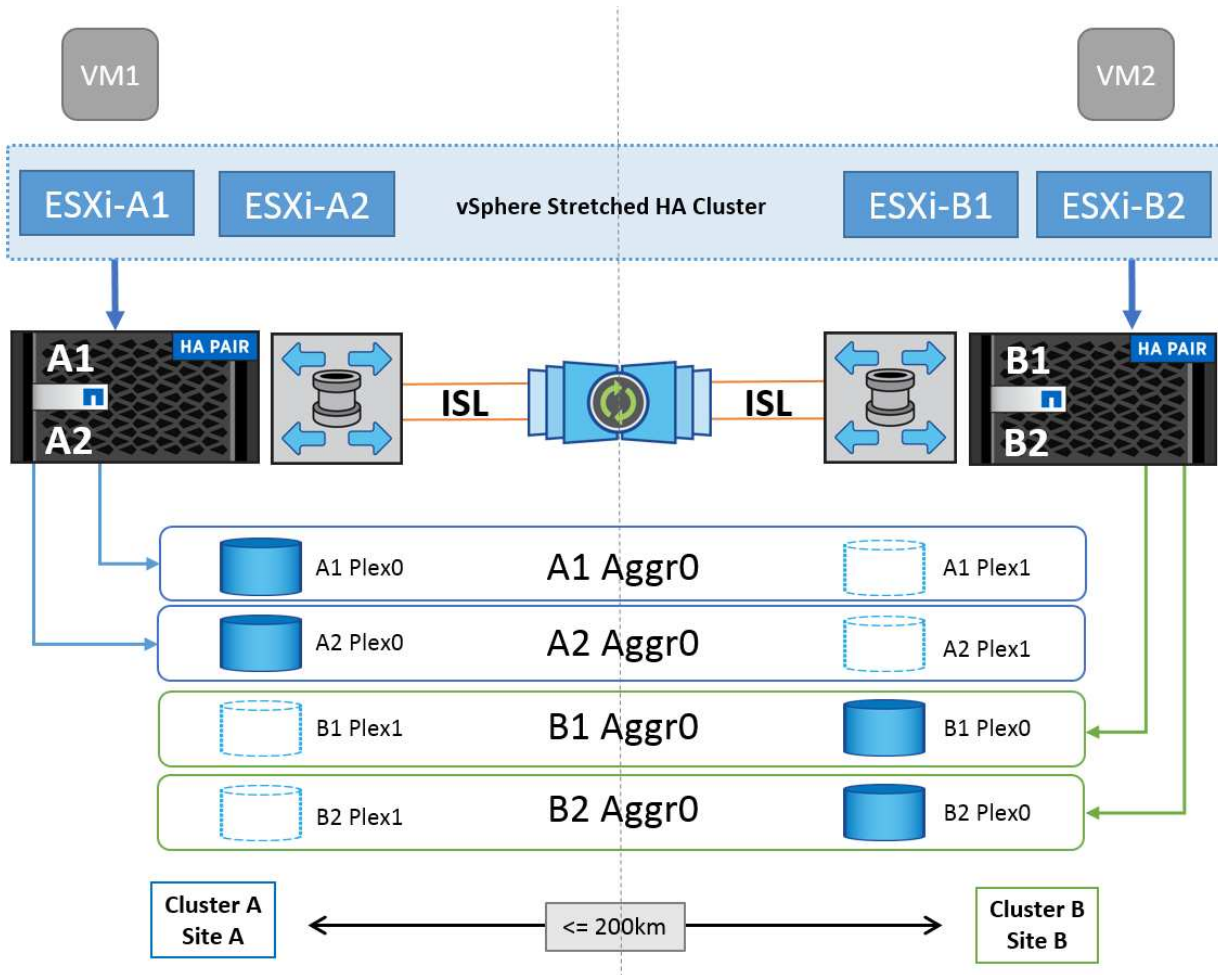 VM1
VM2
ESXi-A1
ESXi-A2
vSphere Stretched HA Cluster
ESXi-B1
ESXi-B2
A1
HA PAIR
A2
ISL
ISL
B1
HA PAIR
B2
A1 Plex0
A1 Aggr0
A1 Plex1
A2 Plex0
A2 Aggr0
A2 Plex1
B1 Plex1
B1 Aggr0
B1 Plex0
B2 Plex1
B2 Aggr0
B2 Plex0
Cluster A
Site A
<= 200km
Cluster B
Site B